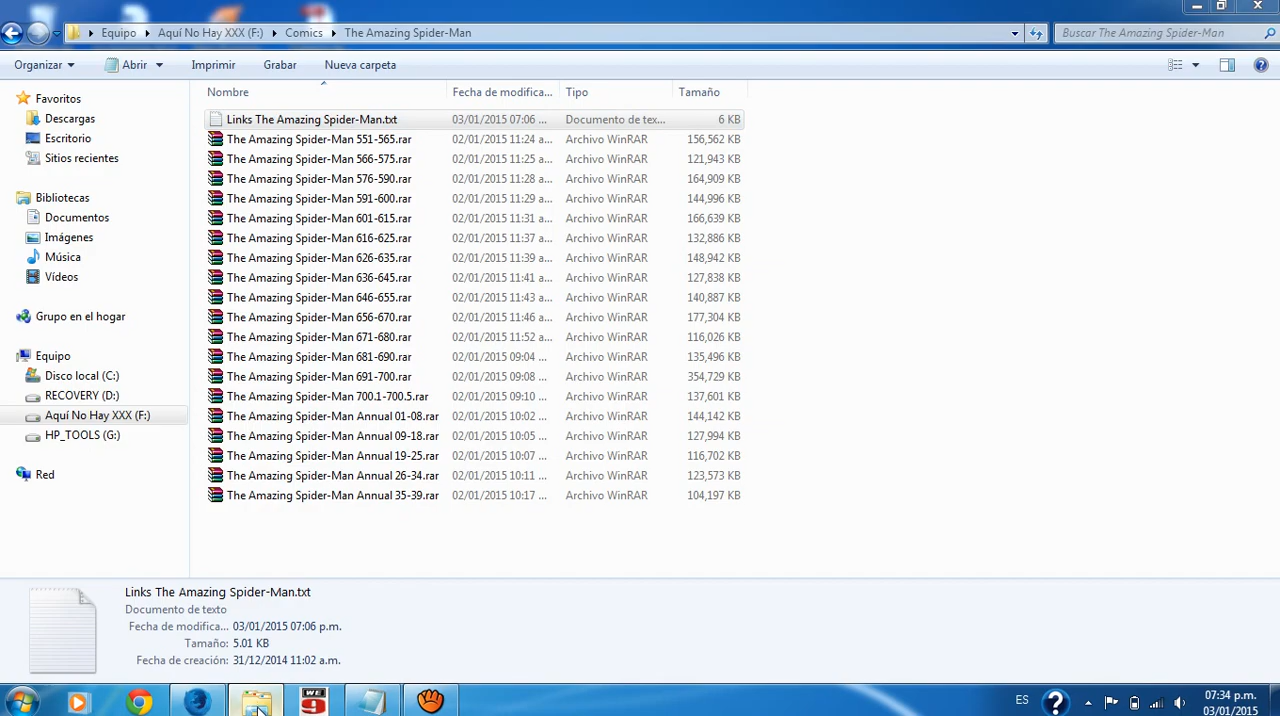 Equipo Aquí No Hay XXX (F:) Comics The Amazing Spider-Man Buscar The Amazing Spider-Man
Organizar Abrir Imprimir Grabar Nueva carpeta
Nombre Fecha de modifica... Tipo Tamaño
Favoritos
Descargas
Escritorio
Sitios recientes
Bibliotecas
Documentos
Imágenes
Música
Vídeos
Grupo en el hogar
Equipo
Disco local (C:)
RECOVERY (D:)
Aquí No Hay XXX (F:)
HP_TOOLS (G:)
Red
Links The Amazing Spider-Man.txt 03/01/2015 07:06 ... Documento de tex... 6 KB
The Amazing Spider-Man 551-565.rar 02/01/2015 11:24 a... Archivo WinRAR 156,562 KB
The Amazing Spider-Man 566-575.rar 02/01/2015 11:25 a... Archivo WinRAR 121,943 KB
The Amazing Spider-Man 576-590.rar 02/01/2015 11:28 a... Archivo WinRAR 164,909 KB
The Amazing Spider-Man 591-600.rar 02/01/2015 11:29 a... Archivo WinRAR 144,996 KB
The Amazing Spider-Man 601-615.rar 02/01/2015 11:31 a... Archivo WinRAR 166,639 KB
The Amazing Spider-Man 616-625.rar 02/01/2015 11:37 a... Archivo WinRAR 132,886 KB
The Amazing Spider-Man 626-635.rar 02/01/2015 11:39 a... Archivo WinRAR 148,942 KB
The Amazing Spider-Man 636-645.rar 02/01/2015 11:41 a... Archivo WinRAR 127,838 KB
The Amazing Spider-Man 646-655.rar 02/01/2015 11:43 a... Archivo WinRAR 140,887 KB
The Amazing Spider-Man 656-670.rar 02/01/2015 11:46 a... Archivo WinRAR 177,304 KB
The Amazing Spider-Man 671-680.rar 02/01/2015 11:52 a... Archivo WinRAR 116,026 KB
The Amazing Spider-Man 681-690.rar 02/01/2015 09:04 ... Archivo WinRAR 135,496 KB
The Amazing Spider-Man 691-700.rar 02/01/2015 09:08 ... Archivo WinRAR 354,729 KB
The Amazing Spider-Man 700.1-700.5.rar 02/01/2015 09:10 ... Archivo WinRAR 137,601 KB
The Amazing Spider-Man Annual 01-08.rar 02/01/2015 10:02 ... Archivo WinRAR 144,142 KB
The Amazing Spider-Man Annual 09-18.rar 02/01/2015 10:05 ... Archivo WinRAR 127,994 KB
The Amazing Spider-Man Annual 19-25.rar 02/01/2015 10:07 ... Archivo WinRAR 116,702 KB
The Amazing Spider-Man Annual 26-34.rar 02/01/2015 10:11 ... Archivo WinRAR 123,573 KB
The Amazing Spider-Man Annual 35-39.rar 02/01/2015 10:17 ... Archivo WinRAR 104,197 KB
Links The Amazing Spider-Man.txt
Documento de texto
Fecha de modifica... 03/01/2015 07:06 p.m.
Tamaño: 5.01 KB
Fecha de creación: 31/12/2014 11:02 a.m.
WE 9
ES
07:34 p.m.
03/01/2015